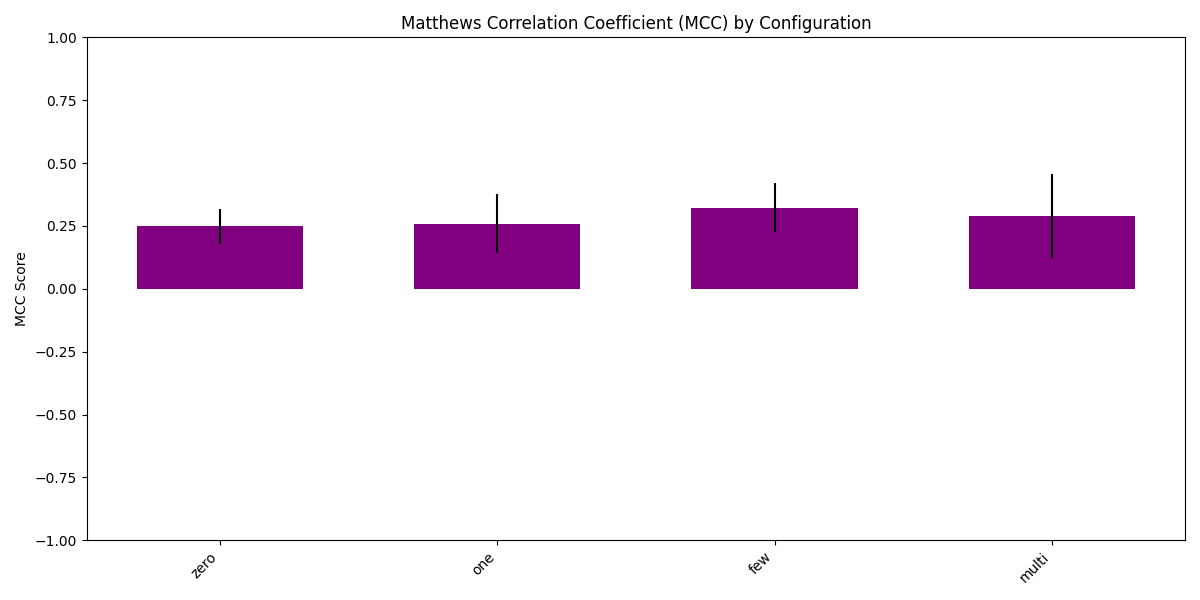 Matthews Correlation Coefficient (MCC) by Configuration
1.00
0.75
0.50
0.25
0.00
−0.25
−0.50
−0.75
−1.00
MCC Score
zero
one
few
multi